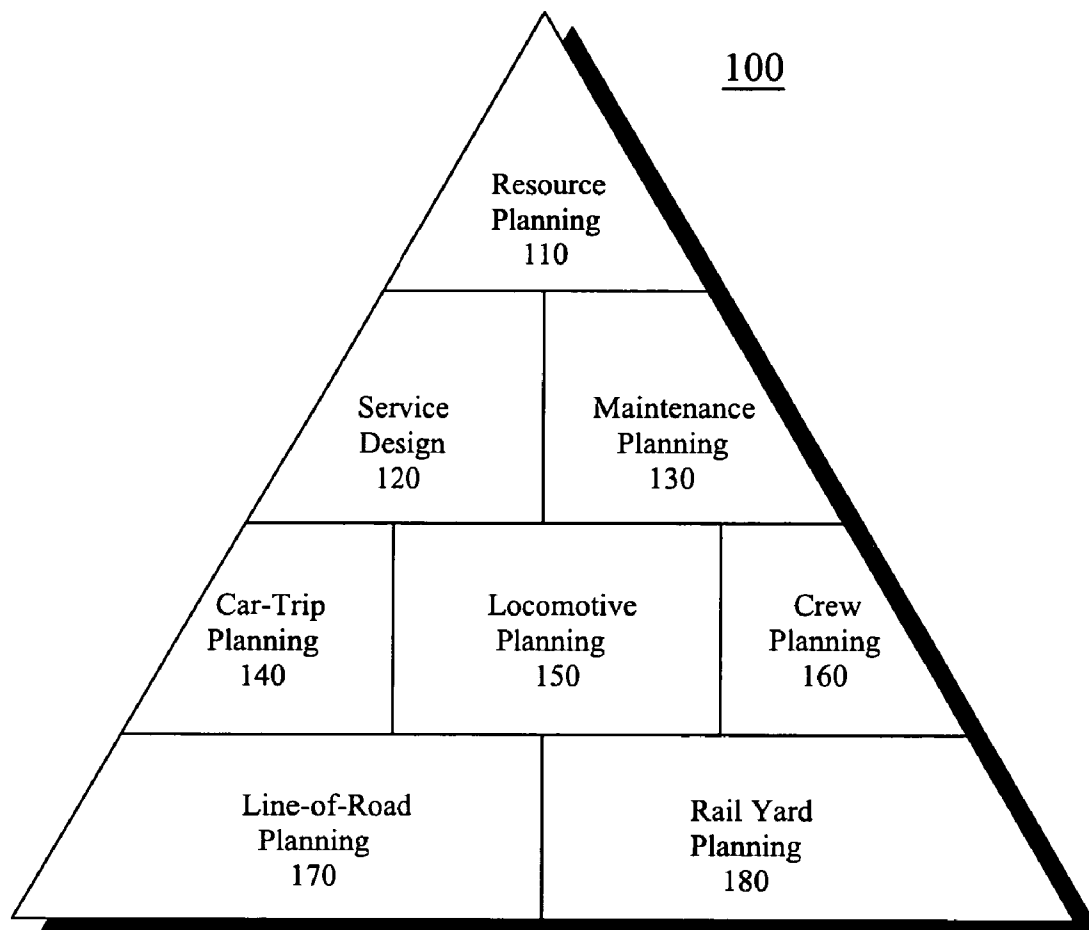 100
Resource
Planning
110
Service
Design
120
Maintenance
Planning
130
Car-Trip
Planning
140
Locomotive
Planning
150
Crew
Planning
160
Line-of-Road
Planning
170
Rail Yard
Planning
180